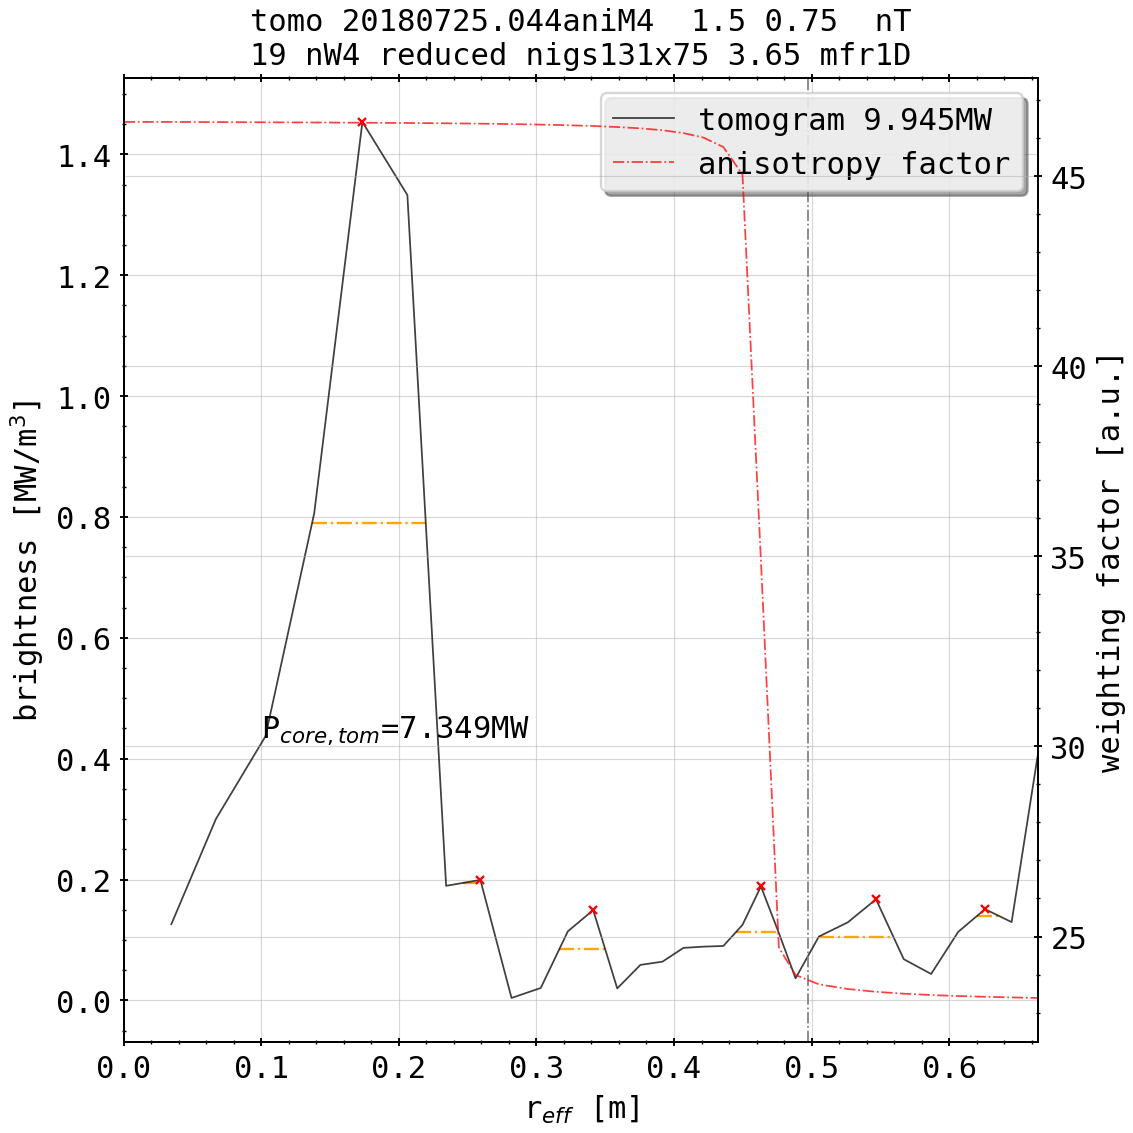 tomo 20180725.044aniM4  1.5 0.75  nT
19 nW4 reduced nigs131x75 3.65 mfr1D
tomogram 9.945MW
anisotropy factor
brightness [MW/m³]
1.4
1.2
1.0
0.8
0.6
0.4
0.2
0.0
P_core,tom=7.349MW
45
40
35
30
25
weighting factor [a.u.]
0.0 0.1 0.2 0.3 0.4 0.5 0.6
r_eff [m]